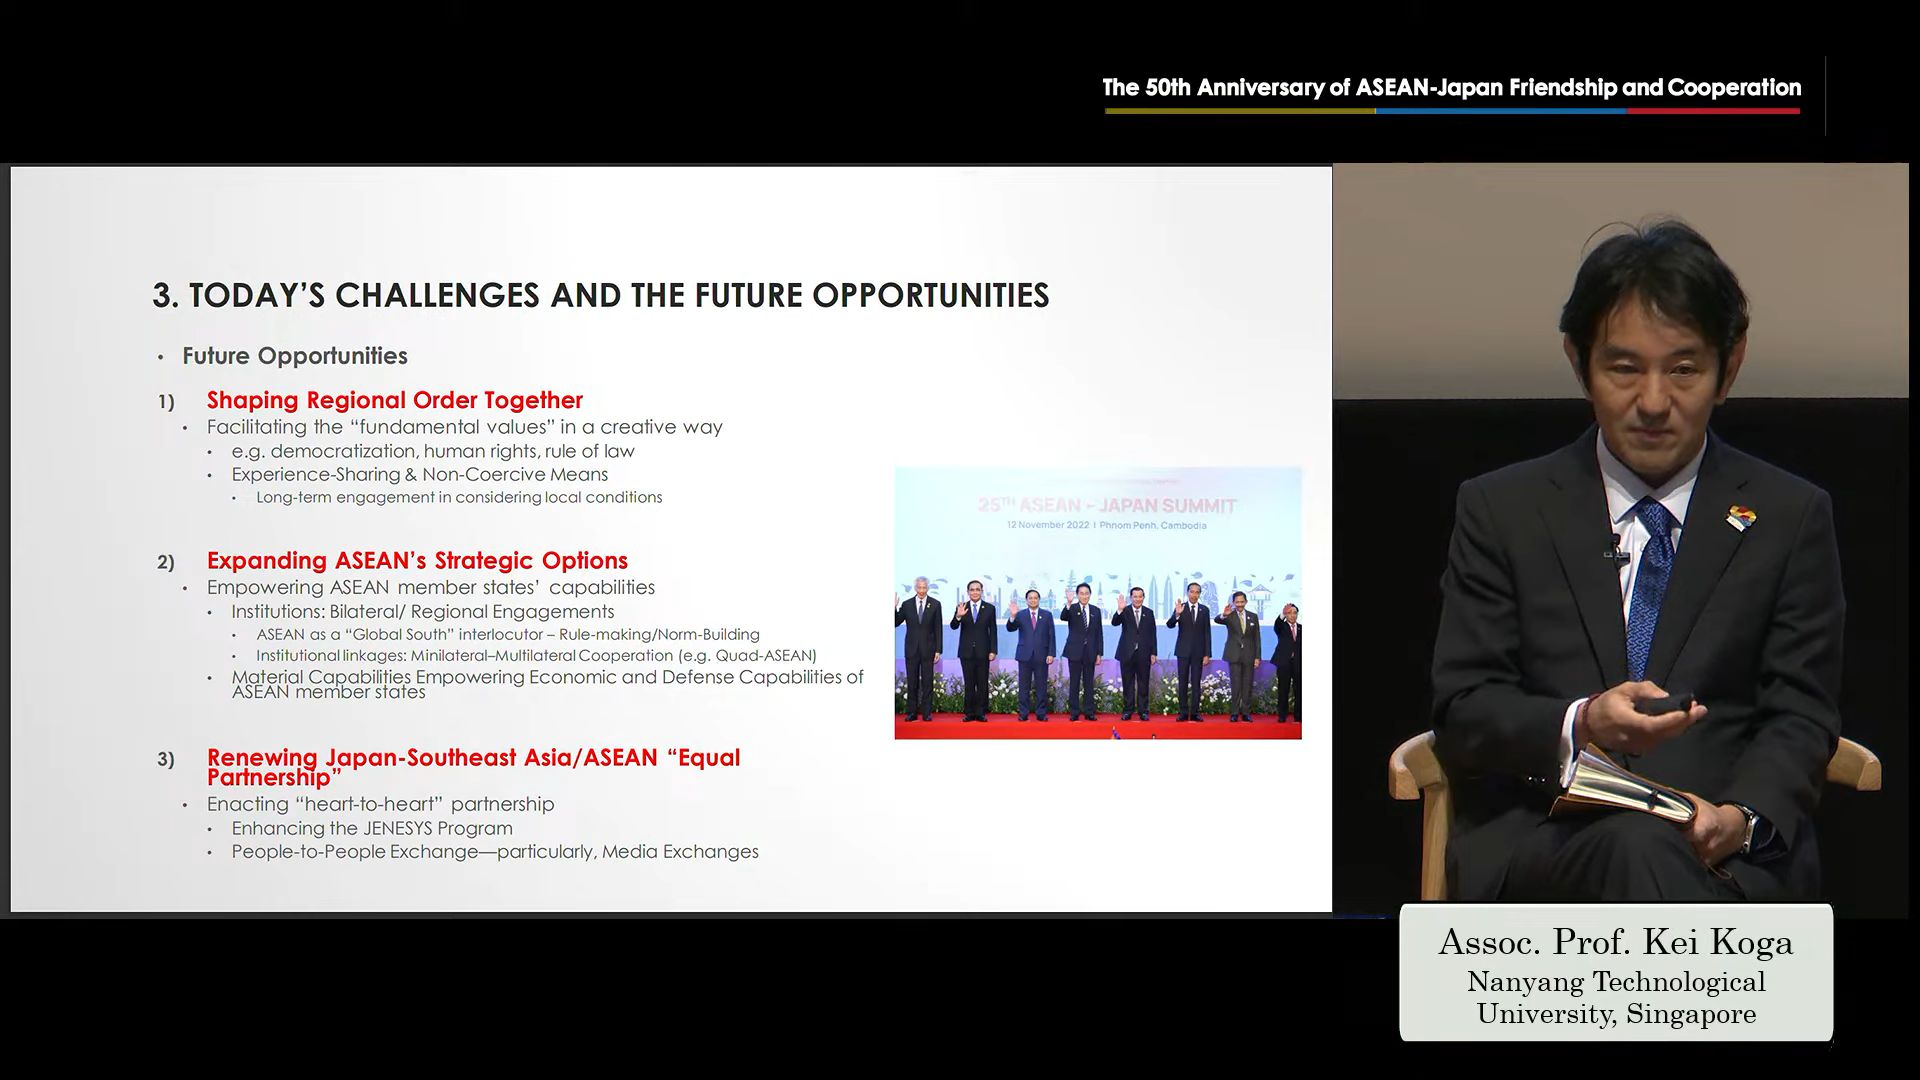 The 50th Anniversary of ASEAN-Japan Friendship and Cooperation
3. TODAY'S CHALLENGES AND THE FUTURE OPPORTUNITIES
• Future Opportunities
1) Shaping Regional Order Together
• Facilitating the “fundamental values” in a creative way
• e.g. democratization, human rights, rule of law
• Experience-Sharing & Non-Coercive Means
• Long-term engagement in considering local conditions
2) Expanding ASEAN's Strategic Options
• Empowering ASEAN member states' capabilities
• Institutions: Bilateral/ Regional Engagements
• ASEAN as a “Global South” interlocutor – Rule-making/Norm-Building
• Institutional linkages: Minilateral–Multilateral Cooperation (e.g. Quad-ASEAN)
• Material Capabilities Empowering Economic and Defense Capabilities of
ASEAN member states
3) Renewing Japan-Southeast Asia/ASEAN “Equal
Partnership”
• Enacting “heart-to-heart” partnership
• Enhancing the JENESYS Program
• People-to-People Exchange—particularly, Media Exchanges
25TH ASEAN - JAPAN SUMMIT
12 November 2022 | Phnom Penh, Cambodia
Assoc. Prof. Kei Koga
Nanyang Technological
University, Singapore